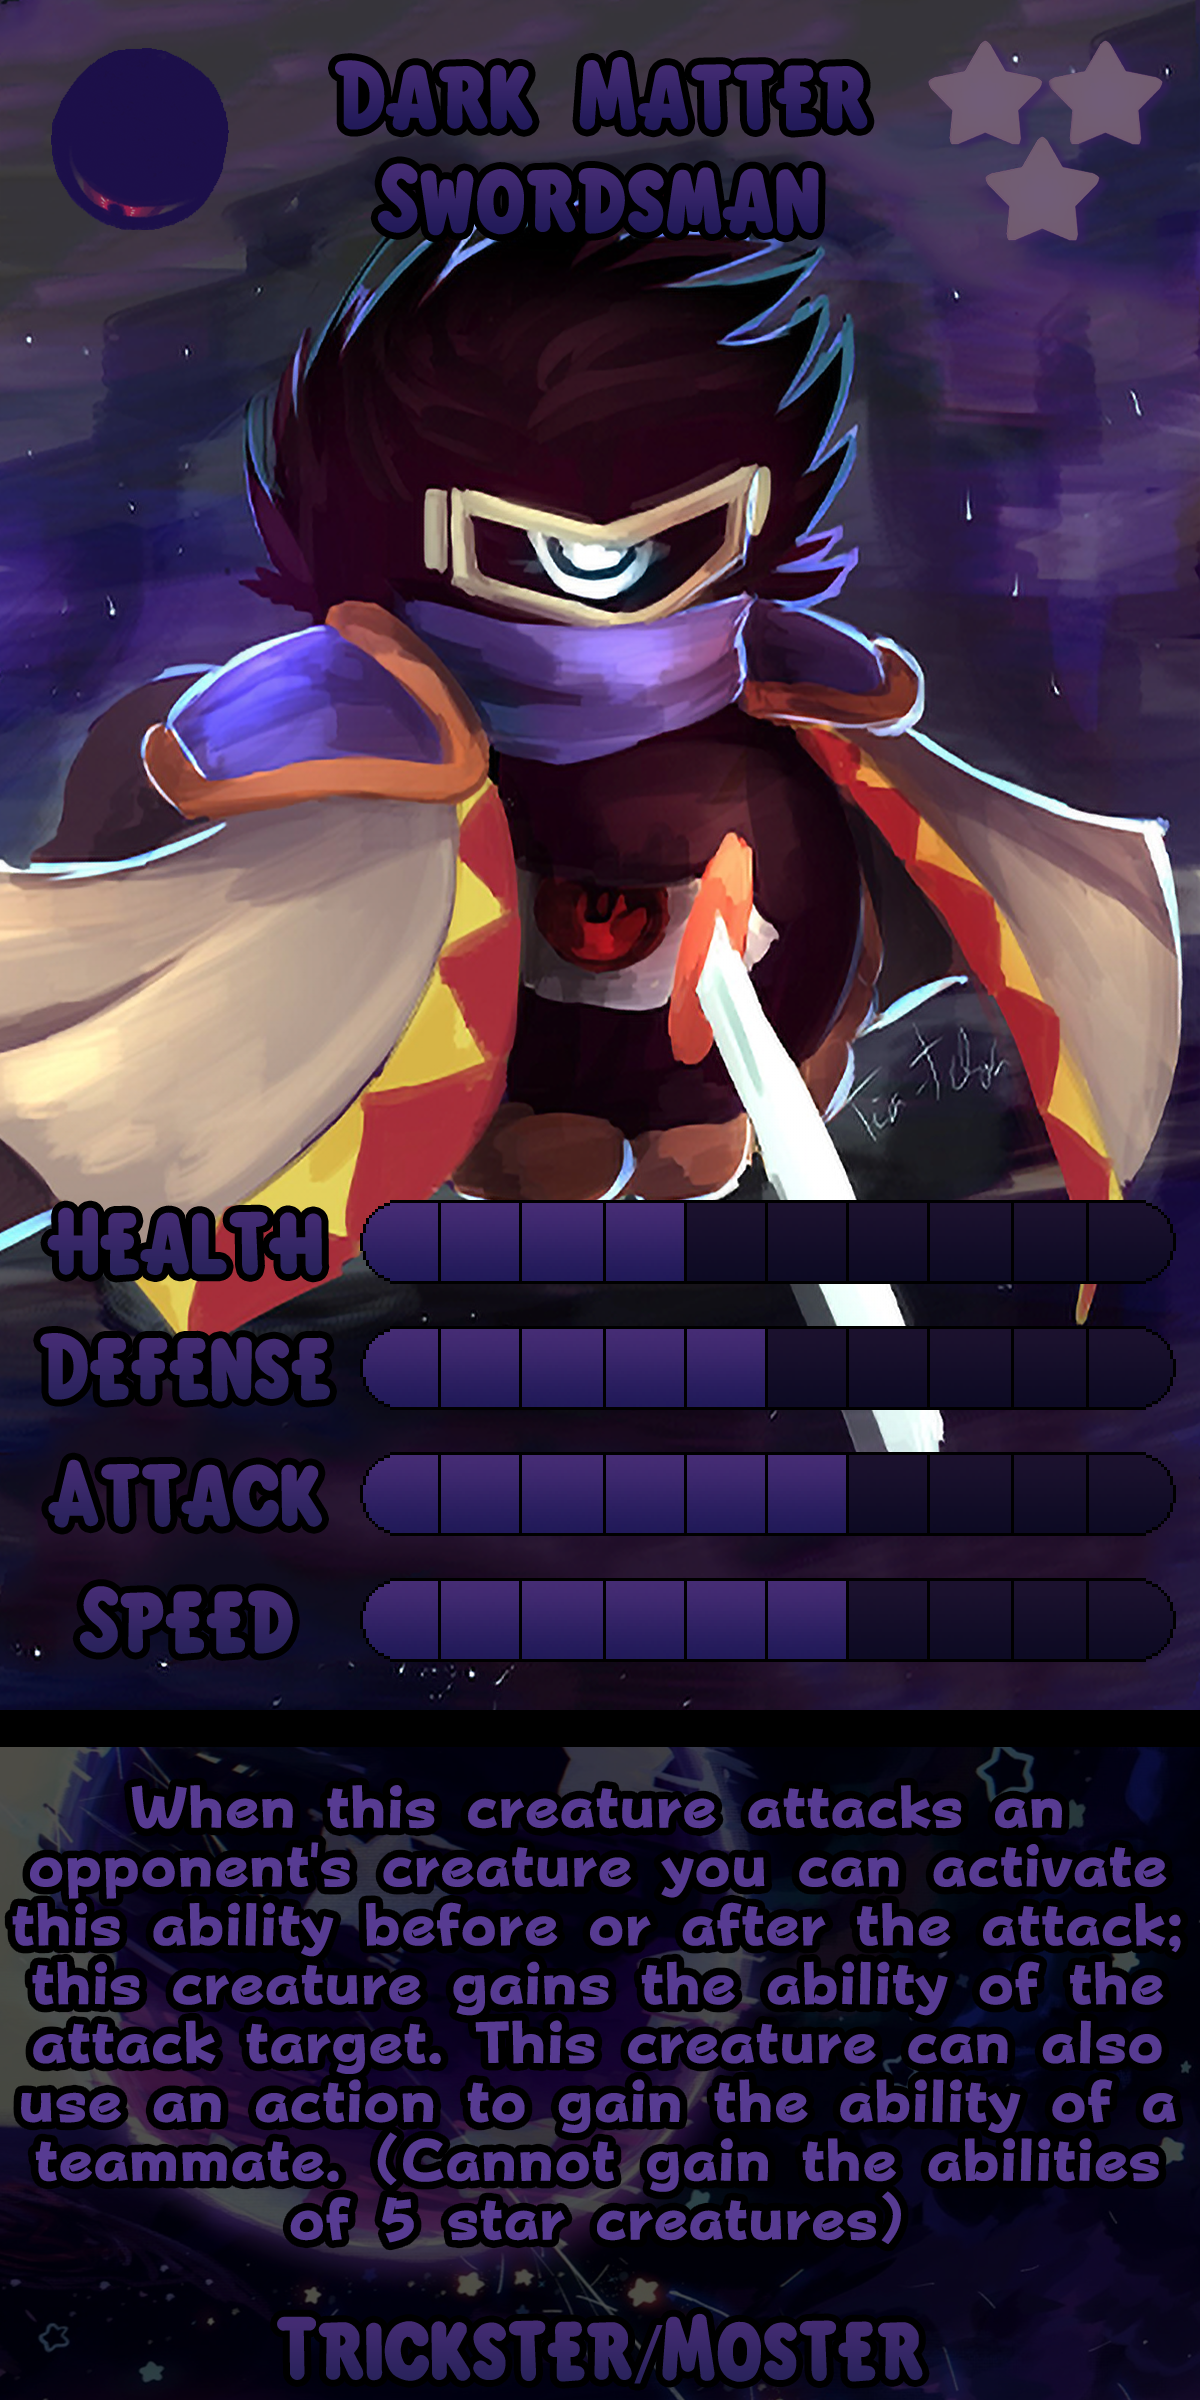 Dark Matter
Swordsman
Health
Defense
Attack
Speed
When this creature attacks an
opponent's creature you can activate
this ability before or after the attack;
this creature gains the ability of the
attack target. This creature can also
use an action to gain the ability of a
teammate. (Cannot gain the abilities
of 5 star creatures)
Trickster/Moster